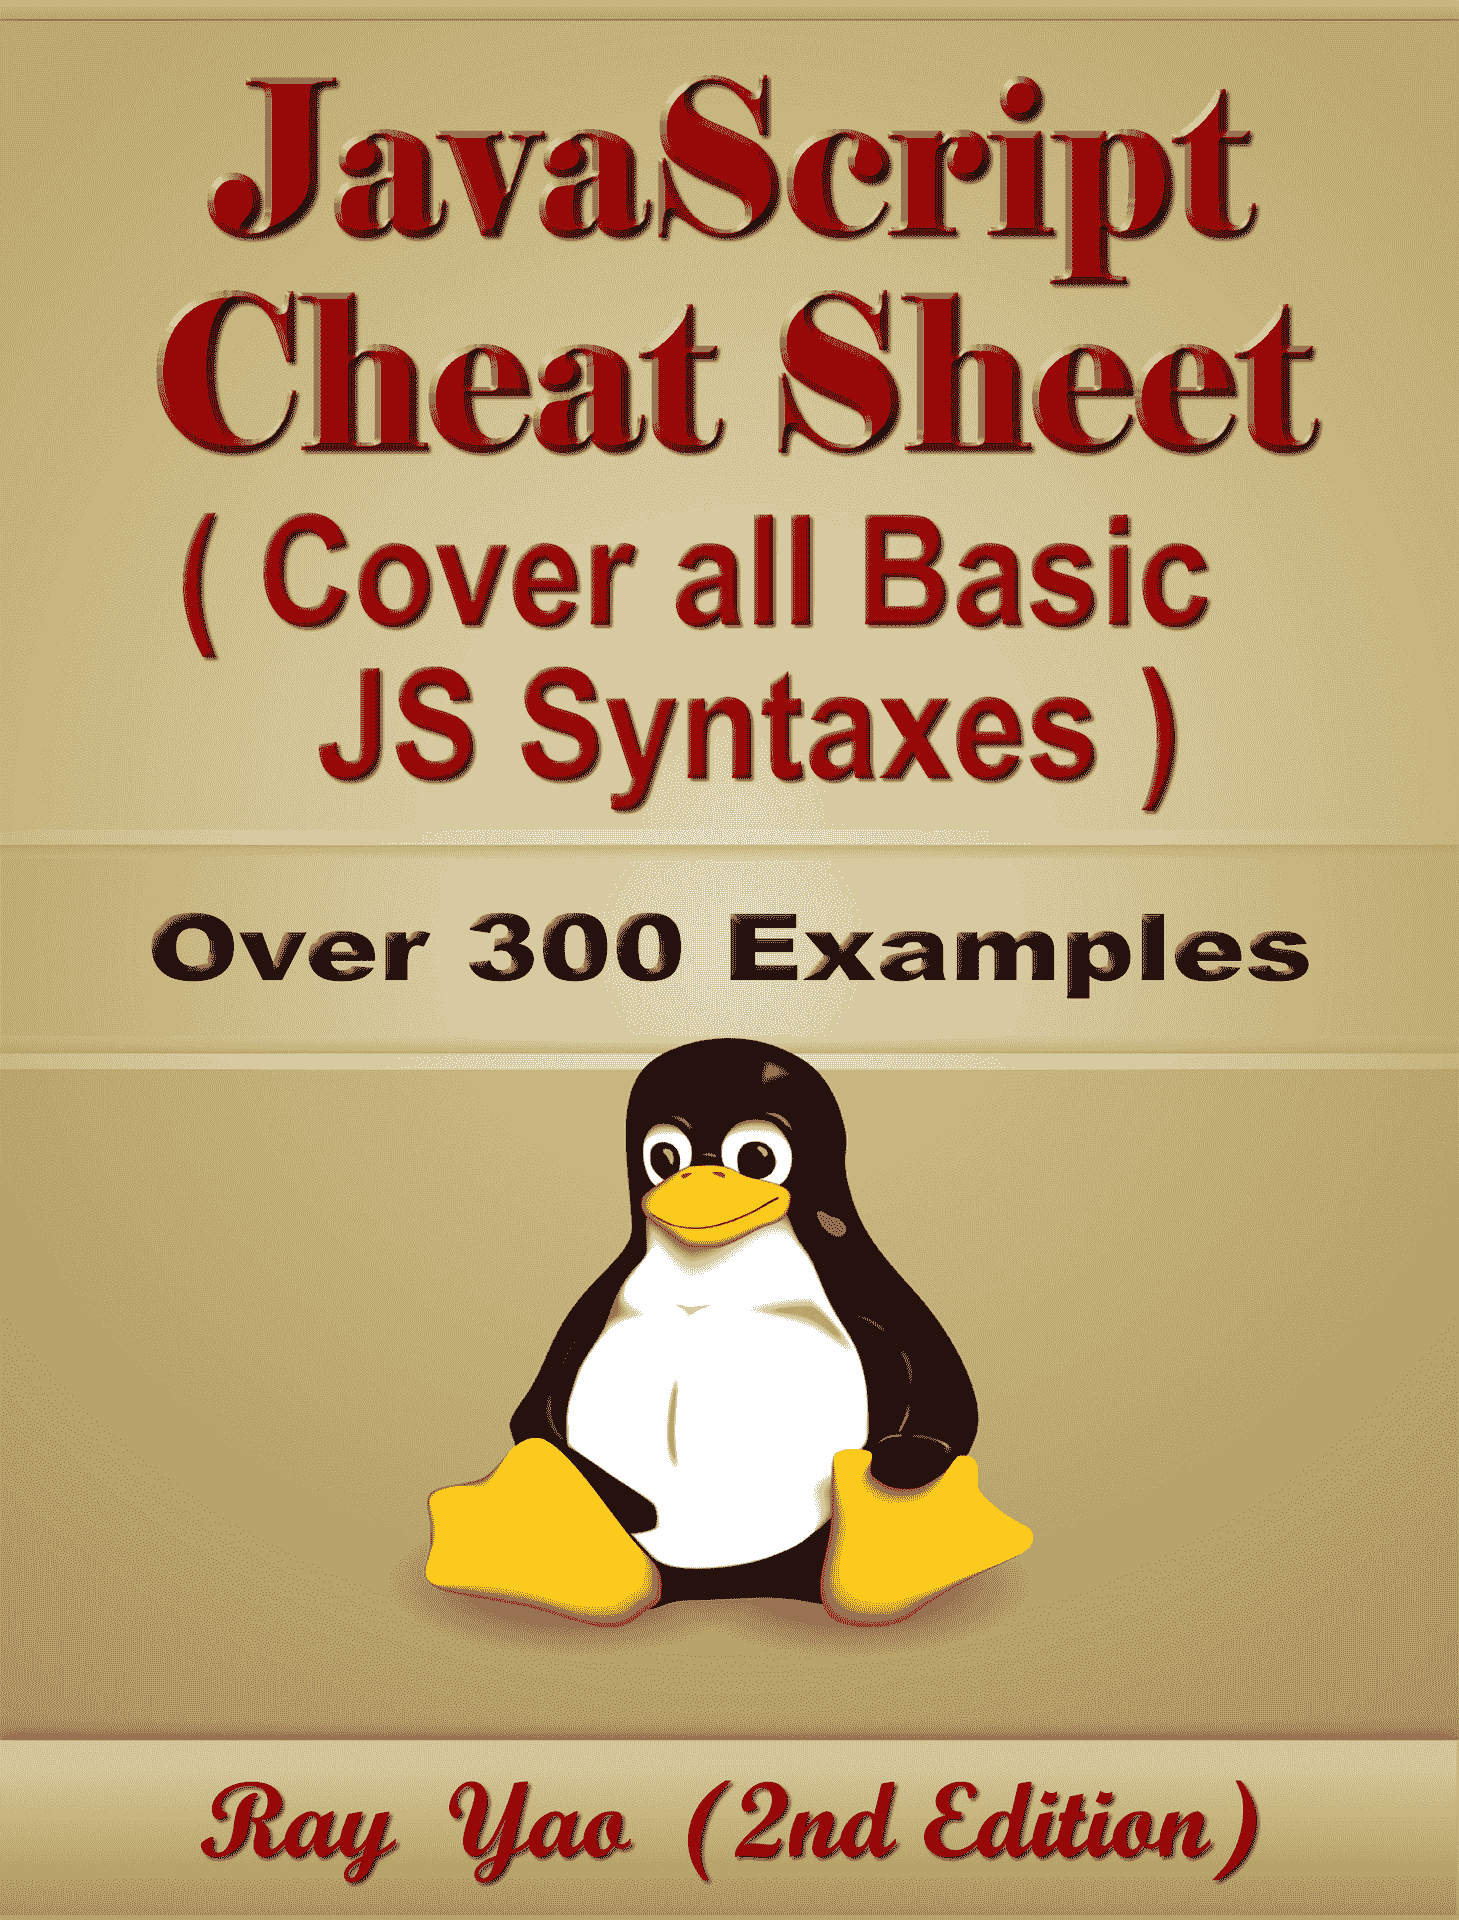 JavaScript
Cheat Sheet
( Cover all Basic
JS Syntaxes )
Over 300 Examples
Ray Yao (2nd Edition)